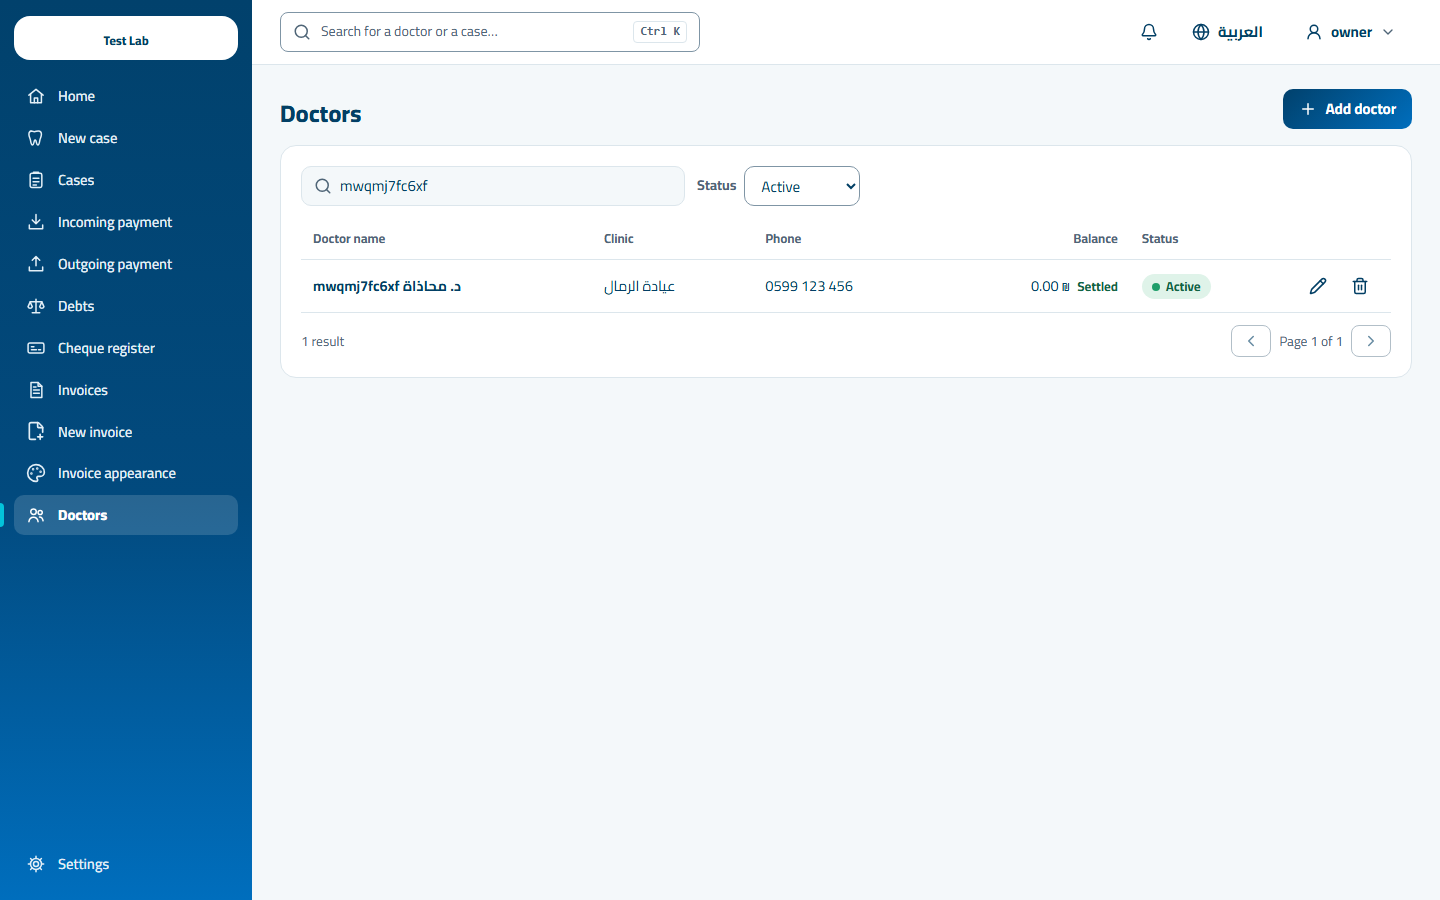 Test Lab
Home
New case
Cases
Incoming payment
Outgoing payment
Debts
Cheque register
Invoices
New invoice
Invoice appearance
Doctors
Settings
Search for a doctor or a case... Ctrl K
العربية
owner
Doctors
Add doctor
mwqmj7fc6xf
Status Active
Doctor name Clinic Phone Balance Status
د. محاذاة mwqmj7fc6xf عيادة الرمال 0599 123 456 0.00 ₪ Settled Active
1 result
Page 1 of 1